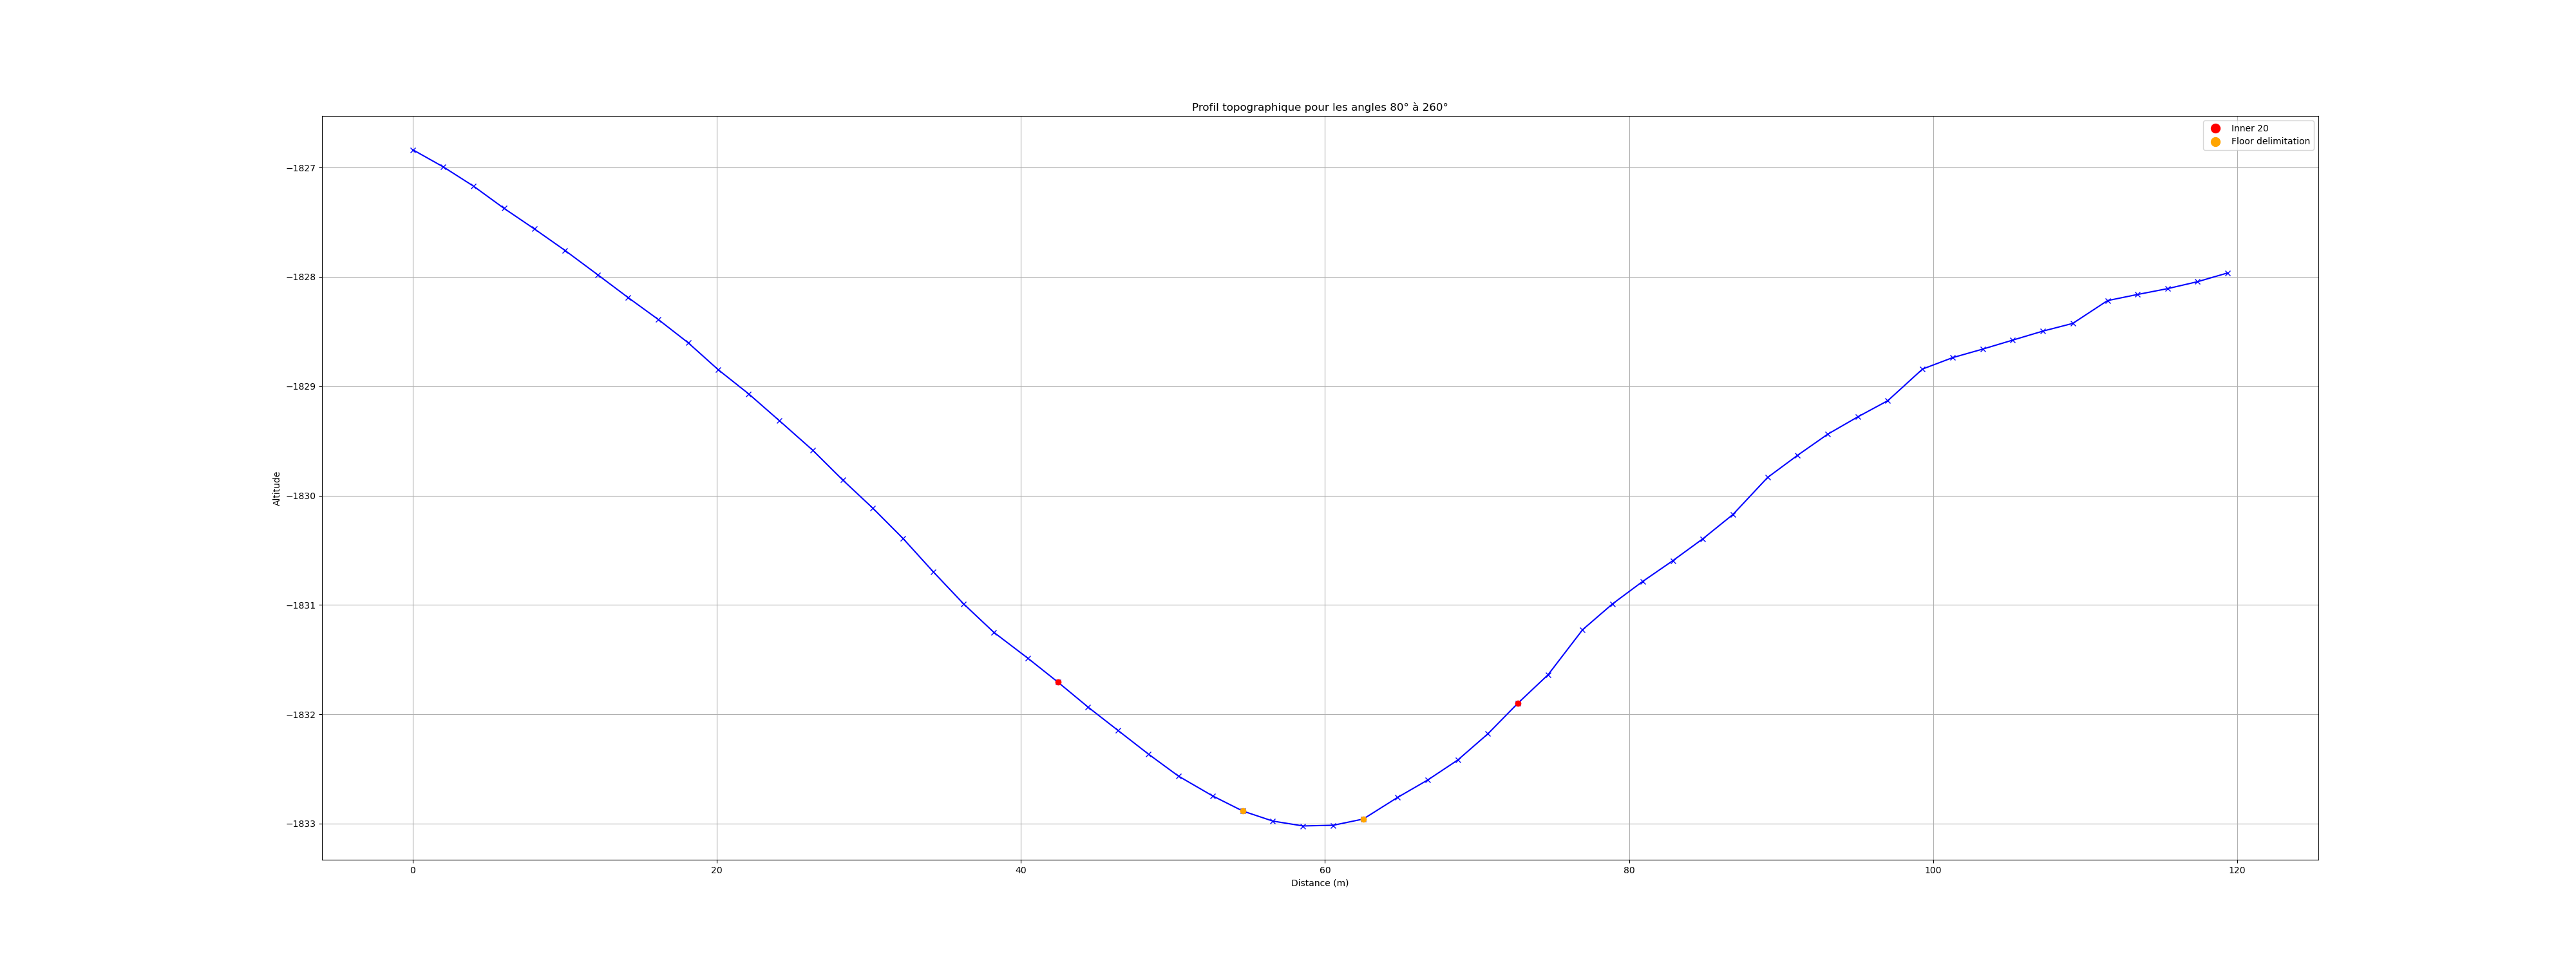 Profil topographique pour les angles 80° à 260°
Inner 20
Floor delimitation
−1827
−1828
−1829
−1830
−1831
−1832
−1833
Altitude
0 20 40 60 80 100 120
Distance (m)